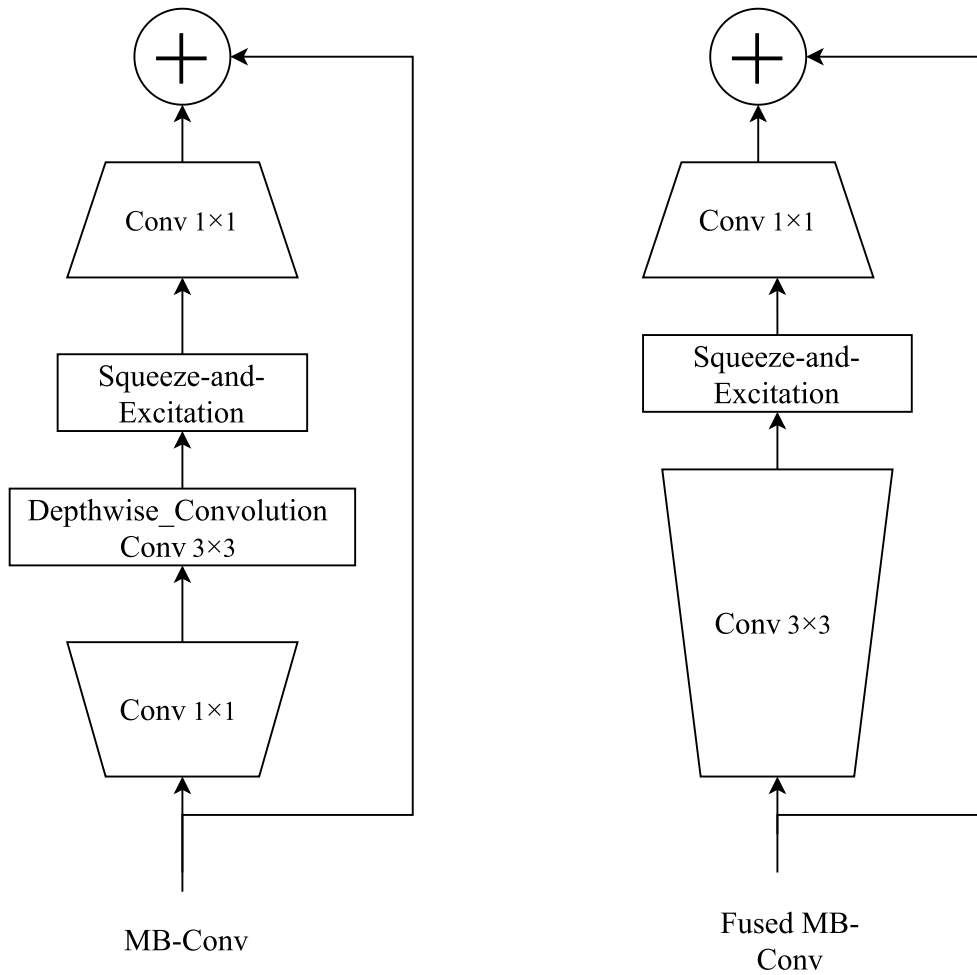 Conv 1×1
Squeeze-and-
Excitation
Depthwise_Convolution
Conv 3×3
Conv 1×1
MB-Conv
Conv 1×1
Squeeze-and-
Excitation
Conv 3×3
Fused MB-
Conv